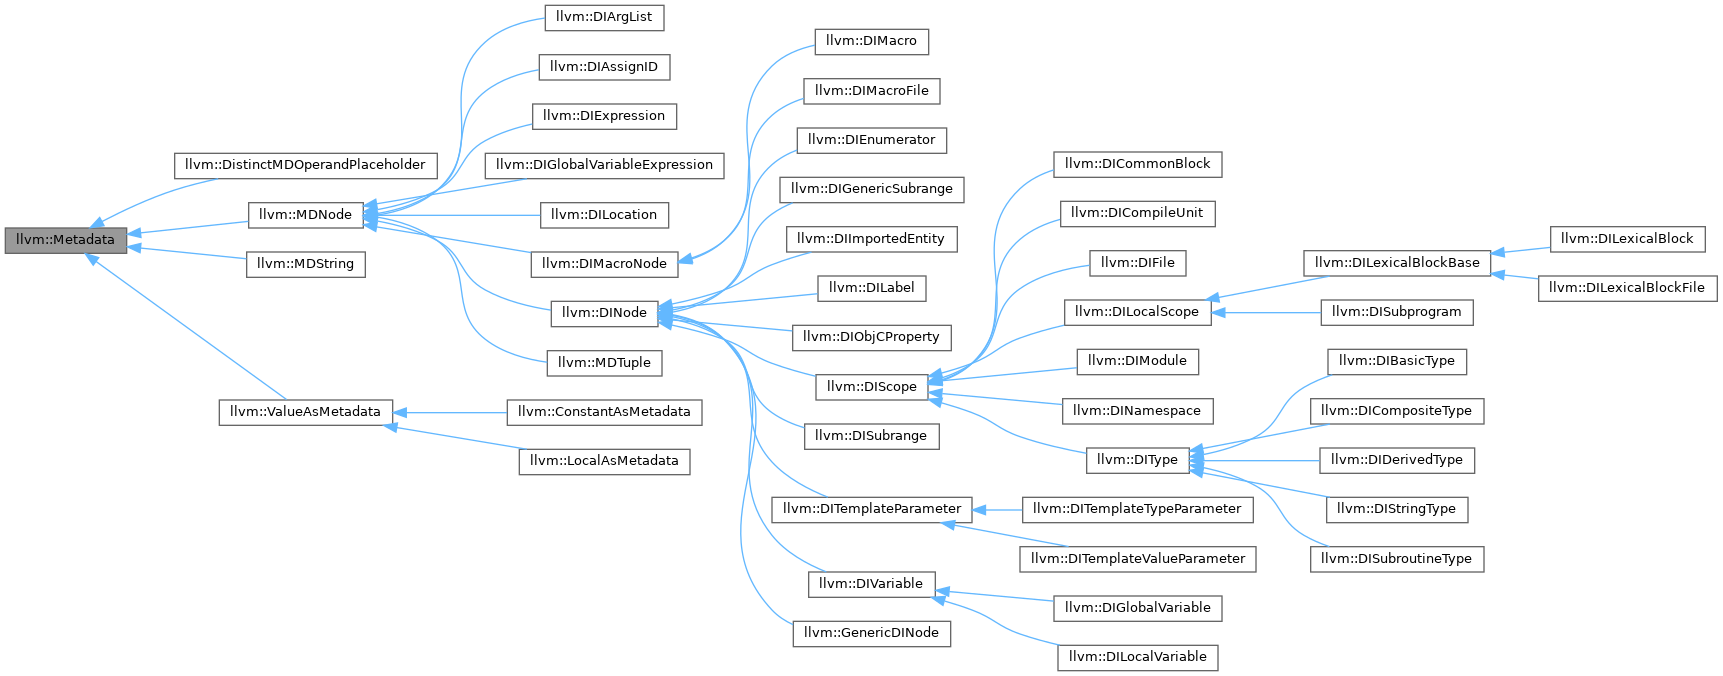 llvm::Metadata
llvm::DistinctMDOperandPlaceholder
llvm::MDNode
llvm::MDString
llvm::ValueAsMetadata
llvm::DIArgList
llvm::DIAssignID
llvm::DIExpression
llvm::DIGlobalVariableExpression
llvm::DILocation
llvm::DIMacroNode
llvm::DINode
llvm::MDTuple
llvm::ConstantAsMetadata
llvm::LocalAsMetadata
llvm::DIMacro
llvm::DIMacroFile
llvm::DIEnumerator
llvm::DIGenericSubrange
llvm::DIImportedEntity
llvm::DILabel
llvm::DIObjCProperty
llvm::DIScope
llvm::DISubrange
llvm::DITemplateParameter
llvm::DIVariable
llvm::GenericDINode
llvm::DICommonBlock
llvm::DICompileUnit
llvm::DIFile
llvm::DILocalScope
llvm::DIModule
llvm::DINamespace
llvm::DIType
llvm::DITemplateTypeParameter
llvm::DITemplateValueParameter
llvm::DIGlobalVariable
llvm::DILocalVariable
llvm::DILexicalBlockBase
llvm::DISubprogram
llvm::DIBasicType
llvm::DICompositeType
llvm::DIDerivedType
llvm::DIStringType
llvm::DISubroutineType
llvm::DILexicalBlock
llvm::DILexicalBlockFile